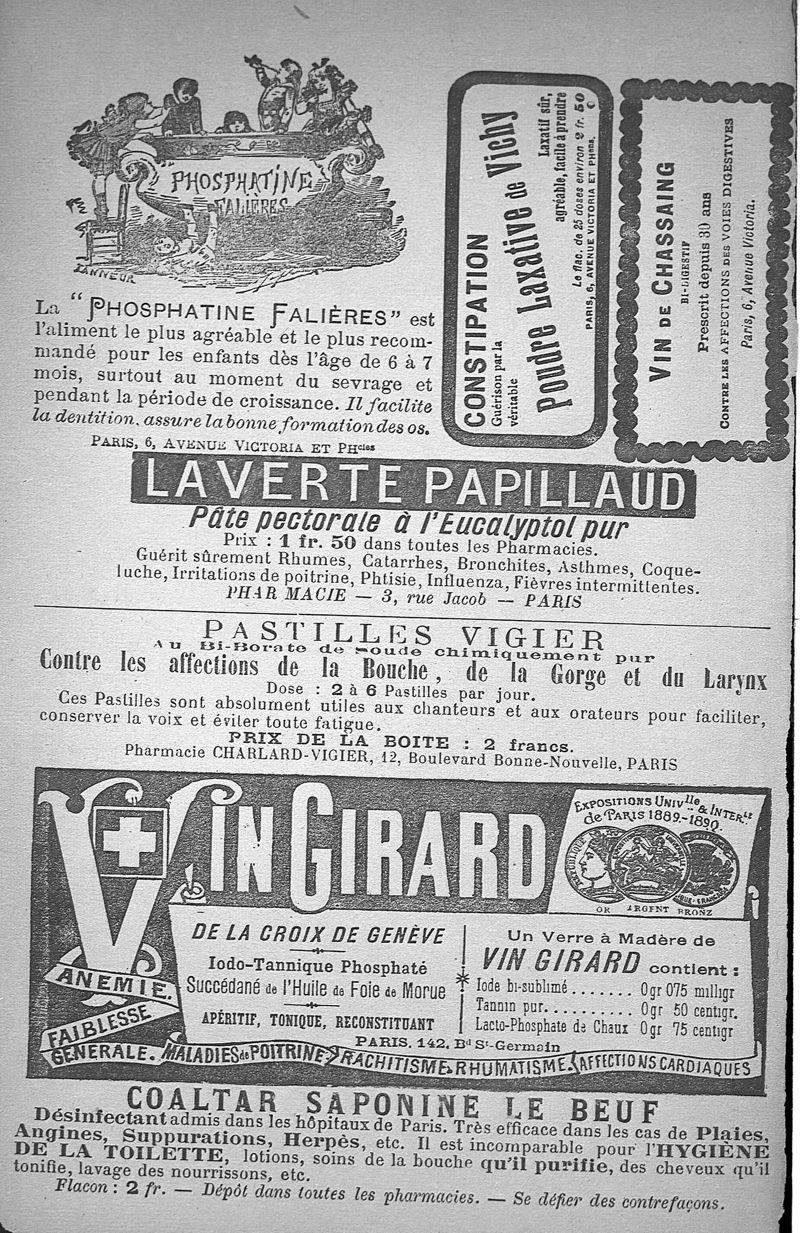 PHOSPHATINE
FALIERES
TANNEUR
La "PHOSPHATINE FALIÈRES" est
l'aliment le plus agréable et le plus recom-
mandé pour les enfants dès l'âge de 6 à 7
mois, surtout au moment du sevrage et
pendant la période de croissance. Il facilite
la dentition, assure la bonne formation des os.
PARIS, 6, AVENUE VICTORIA ET PHcies
CONSTIPATION
Guérison par la
véritable
Poudre Laxative de Vichy
Laxatif sûr,
agréable, facile à prendre
Le flac. de 25 doses environ 2 fr. 50
PARIS, 6, AVENUE VICTORIA ET PHcies.
VIN DE CHASSAING
BI-DIGESTIF
Prescrit depuis 30 ans
CONTRE LES AFFECTIONS DES VOIES DIGESTIVES
Paris, 6, Avenue Victoria.
LAVERTE PAPILLAUD
Pâte pectorale à l'Eucalyptol pur
Prix : 1 fr. 50 dans toutes les Pharmacies.
Guérit sûrement Rhumes, Catarrhes, Bronchites, Asthmes, Coque-
luche, Irritations de poitrine, Phtisie, Influenza, Fièvres intermittentes.
PHAR MACIE — 3, rue Jacob — PARIS
PASTILLES VIGIER
Au Bi-Borate de Soude chimiquement pur
Contre les affections de la Bouche, de la Gorge et du Larynx
Dose : 2 à 6 Pastilles par jour.
Ces Pastilles sont absolument utiles aux chanteurs et aux orateurs pour faciliter,
conserver la voix et éviter toute fatigue.
PRIX DE LA BOITE : 2 francs.
Pharmacie CHARLARD-VIGIER, 12, Boulevard Bonne-Nouvelle, PARIS
VIN GIRARD
EXPOSITIONS UNIVlle & INTERle
de PARIS 1889-1890.
OR ARGENT BRONZ
DE LA CROIX DE GENÈVE
Iodo-Tannique Phosphaté
Succédané de l'Huile de Foie de Morue
APÉRITIF, TONIQUE, RECONSTITUANT
Un Verre à Madère de
VIN GIRARD contient :
Iode bi-sublimé ....... 0gr 075 milligr
Tannin pur.......... 0gr 50 centigr.
Lacto-Phosphate de Chaux 0gr 75 centigr
PARIS. 142, Bd St-Germain
ANEMIE.
FAIBLESSE
GENERALE. MALADIES de POITRINE, RACHITISME, RHUMATISME, AFFECTIONS CARDIAQUES
COALTAR SAPONINE LE BEUF
Désinfectant admis dans les hôpitaux de Paris. Très efficace dans les cas de Plaies,
Angines, Suppurations, Herpès, etc. Il est incomparable pour l'HYGIÈNE
DE LA TOILETTE, lotions, soins de la bouche qu'il purifie, des cheveux qu'il
tonifie, lavage des nourrissons, etc.
Flacon : 2 fr. — Dépôt dans toutes les pharmacies. — Se défier des contrefaçons.